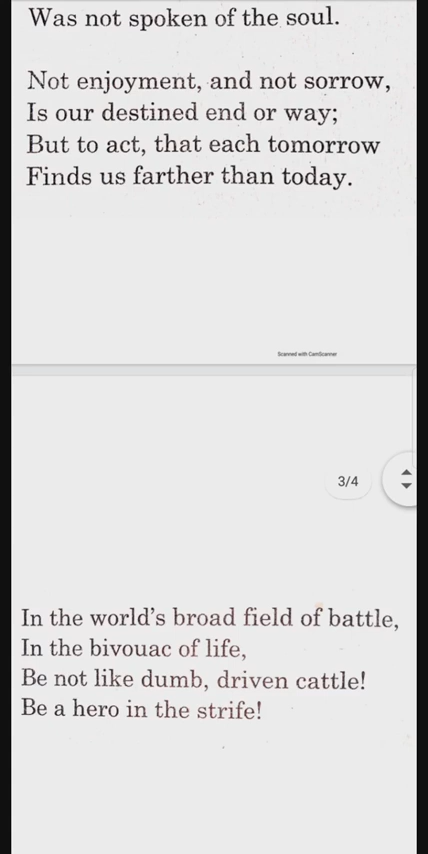 Was not spoken of the soul.
Not enjoyment, and not sorrow,
Is our destined end or way;
But to act, that each tomorrow
Finds us farther than today.
Scanned with CamScanner
3/4
In the world's broad field of battle,
In the bivouac of life,
Be not like dumb, driven cattle!
Be a hero in the strife!